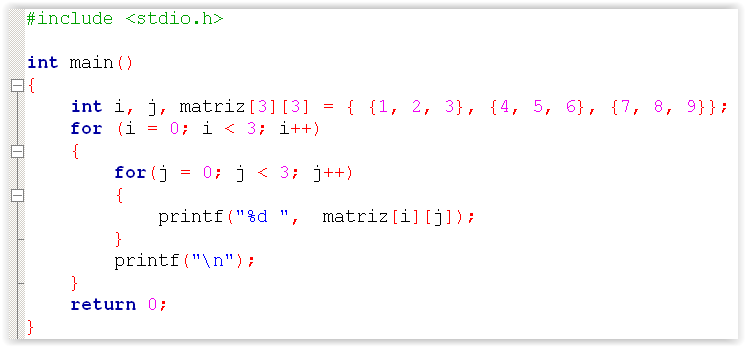 #include <stdio.h>

int main()
{
    int i, j, matriz[3][3] = { {1, 2, 3}, {4, 5, 6}, {7, 8, 9}};
    for (i = 0; i < 3; i++)
    {
        for(j = 0; j < 3; j++)
        {
            printf("%d ",  matriz[i][j]);
        }
        printf("\n");
    }
    return 0;
}